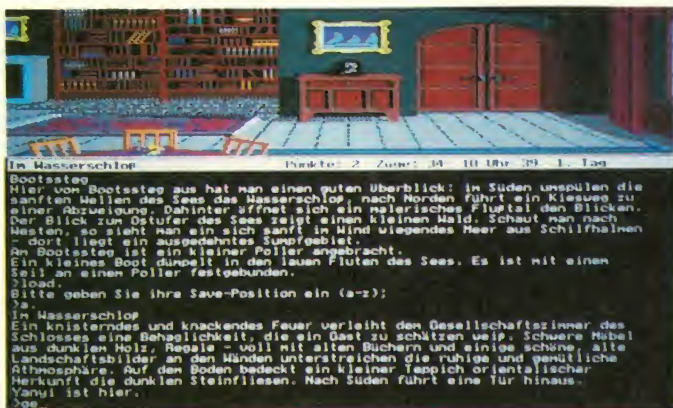 Im Wasserschloß Punkte: 2 Züge: 34 10 Uhr 39 1. Tag
Bootssteg
Hier vom Bootssteg aus hat man einen guten Überblick: im Süden umspülen die
sanften Wellen des Sees das Wasserschloß, nach Norden führt ein Kiesweg zu
einer Abzweigung. Dahinter öffnet sich ein malerisches Flußtal den Blicken.
Der Blick zum Ostufer des Sees zeigt einen kleinen Wald. Schaut man nach
Westen, so sieht man ein sich sanft im Wind wiegendes Meer aus Schilfhalmen
- dort liegt ein ausgedehntes Sumpfgebiet.
Am Bootssteg ist ein kleiner Poller angebracht.
Ein kleines Boot dümpelt in den lauen Fluten des Sees. Es ist mit einem
Seil an einem Poller festgebunden.
>load.
Bitte geben Sie ihre Save-Position ein (a-z):
>a.
Im Wasserschloß
Ein knisterndes und knackendes Feuer verleiht dem Gesellschaftszimmer des
Schlosses eine Behaglichkeit, die ein Gast zu schätzen weiß. Schwere Möbel
aus dunklem Holz, Regale - voll mit alten Büchern und einige schöne, alte
Landschaftsbilder an den Wänden unterstreichen die ruhige und gemütliche
Athmosphäre. Auf dem Boden bedeckt ein kleiner Teppich orientalischer
Herkunft die dunklen Steinfliesen. Nach Süden führt eine Tür hinaus.
Yanyi ist hier.
>ge